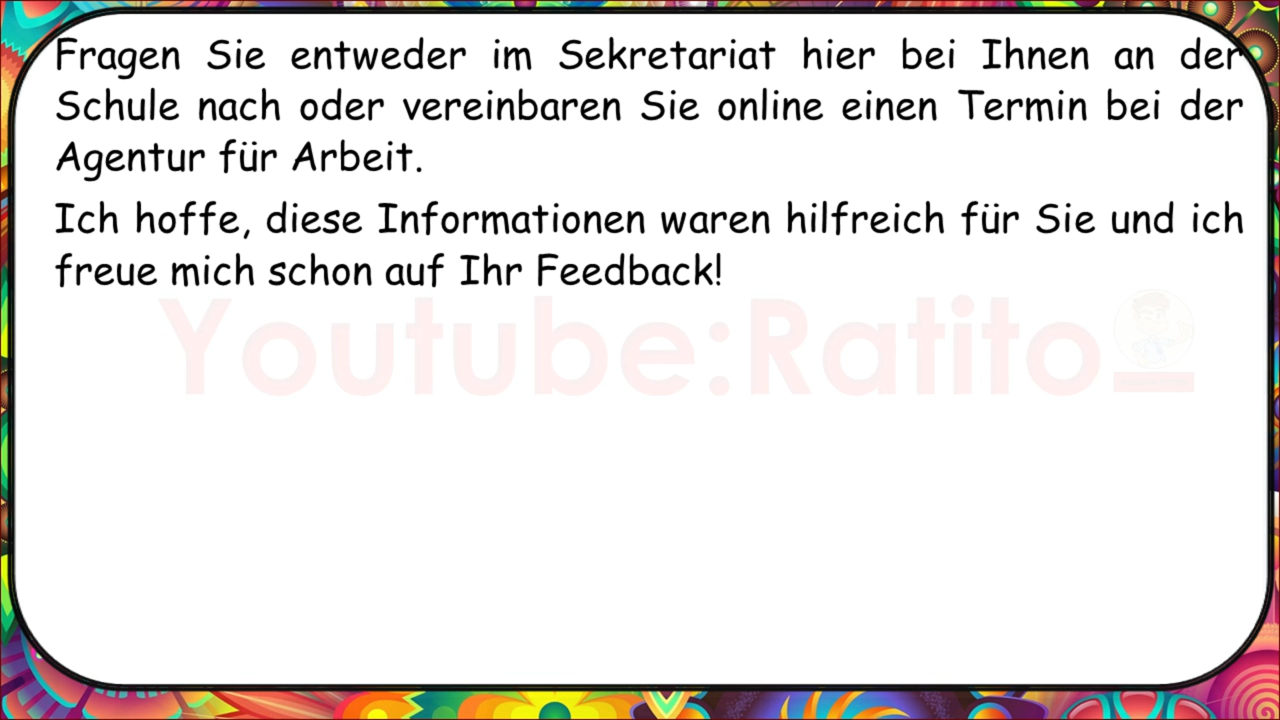 Fragen Sie entweder im Sekretariat hier bei Ihnen an der
Schule nach oder vereinbaren Sie online einen Termin bei der
Agentur für Arbeit.
Ich hoffe, diese Informationen waren hilfreich für Sie und ich
freue mich schon auf Ihr Feedback!
Youtube:Ratito